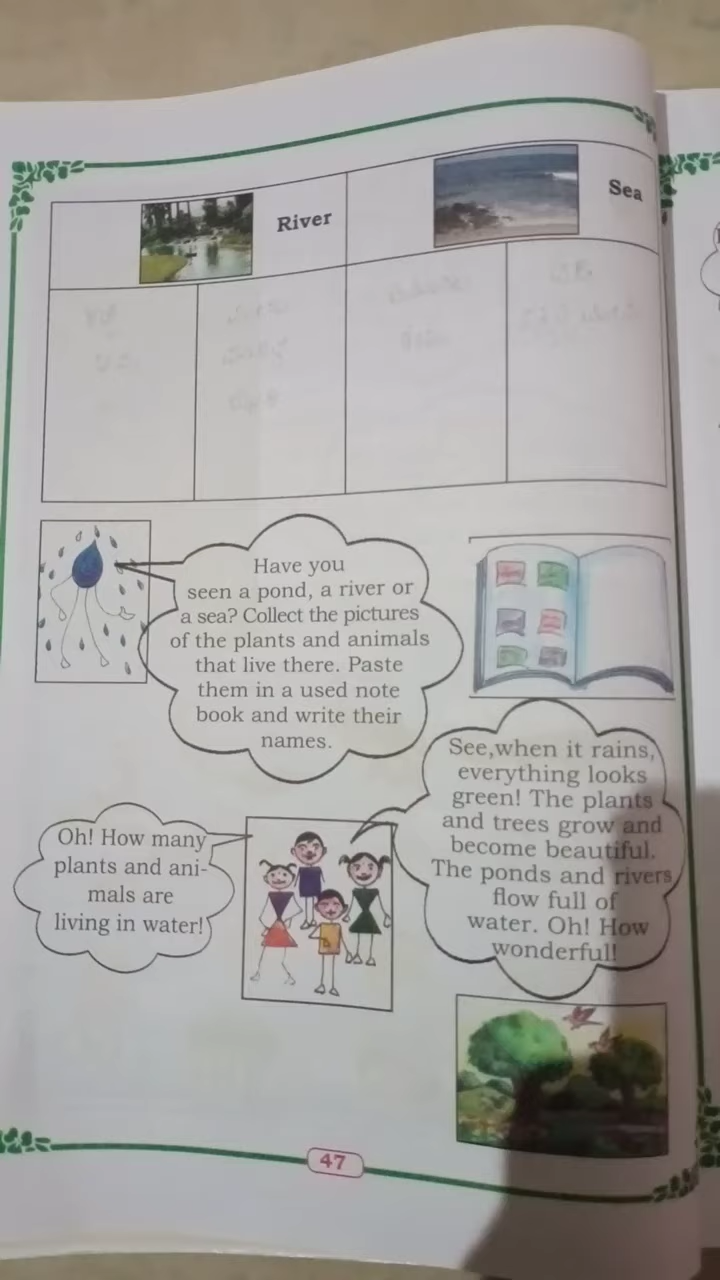 River
Sea
Have you
seen a pond, a river or
a sea? Collect the pictures
of the plants and animals
that live there. Paste
them in a used note
book and write their
names.
See,when it rains,
everything looks
green! The plants
and trees grow and
become beautiful.
The ponds and rivers
flow full of
water. Oh! How
wonderful!
Oh! How many
plants and ani-
mals are
living in water!
47